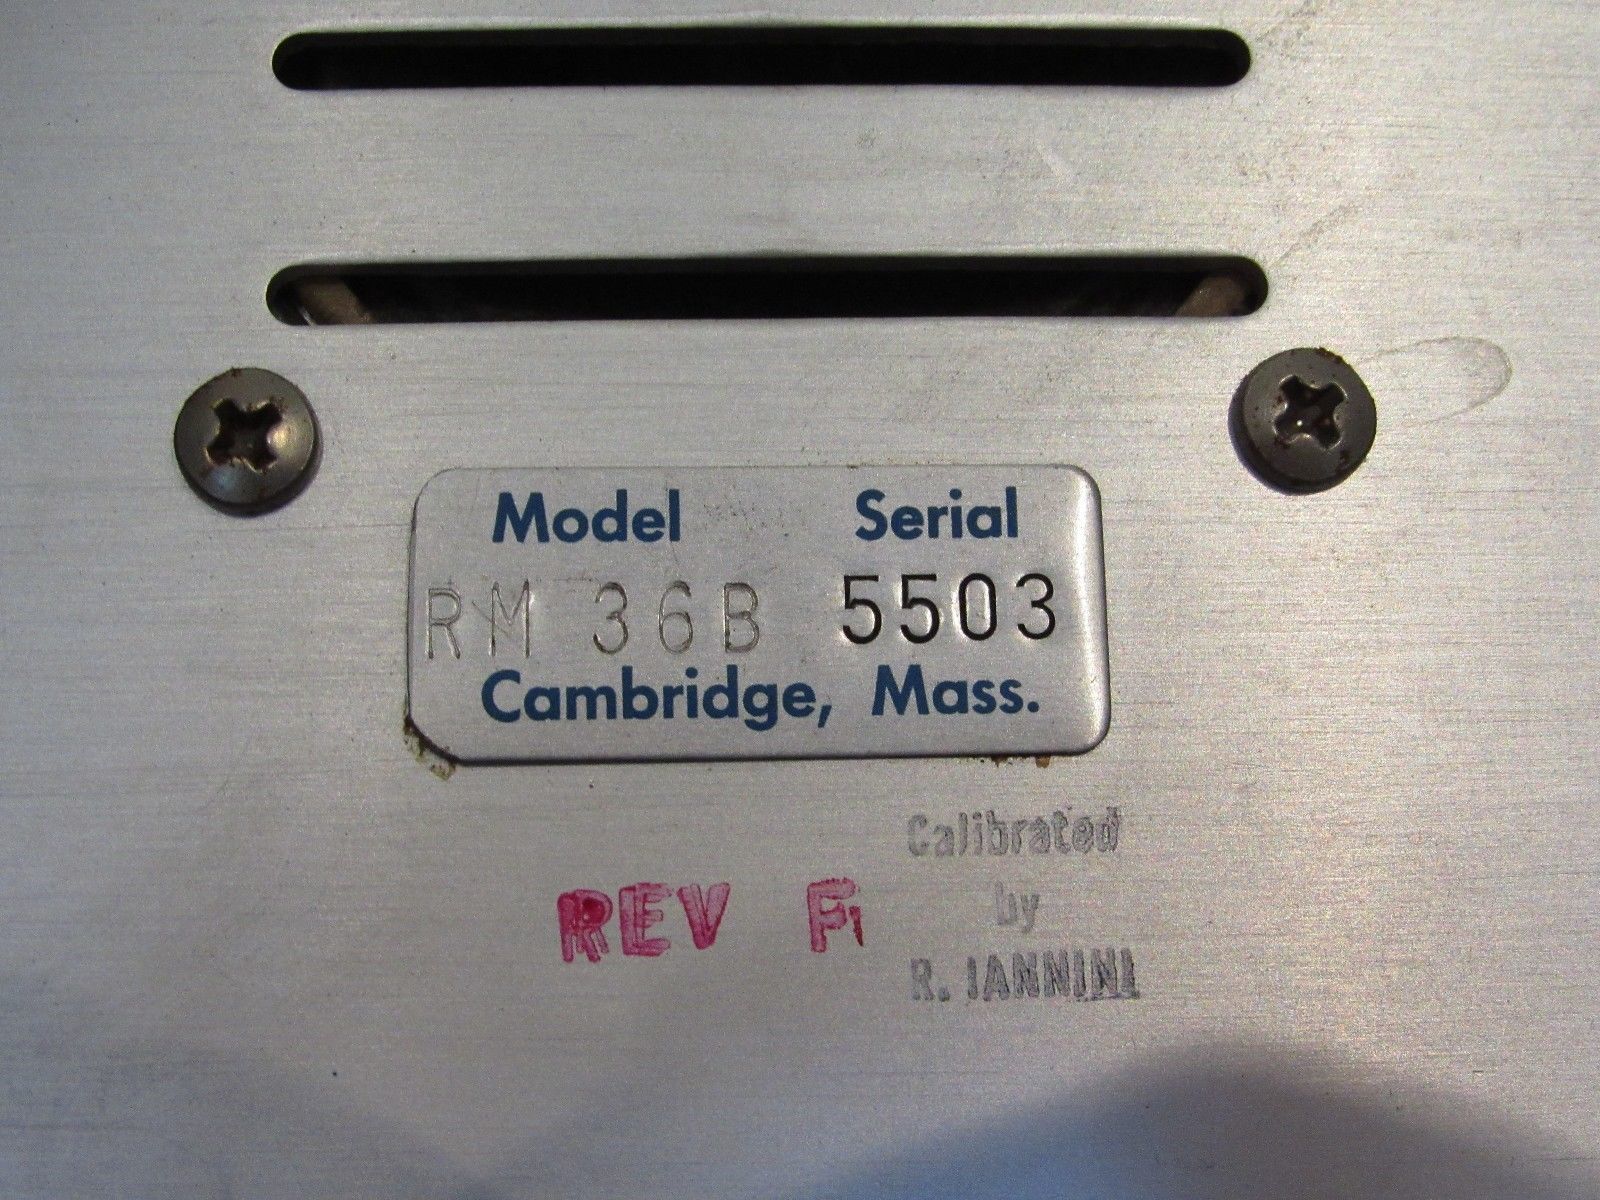 Model Serial
RM 36B 5503
Cambridge, Mass.
Calibrated
by
REV F
R. IANNINI